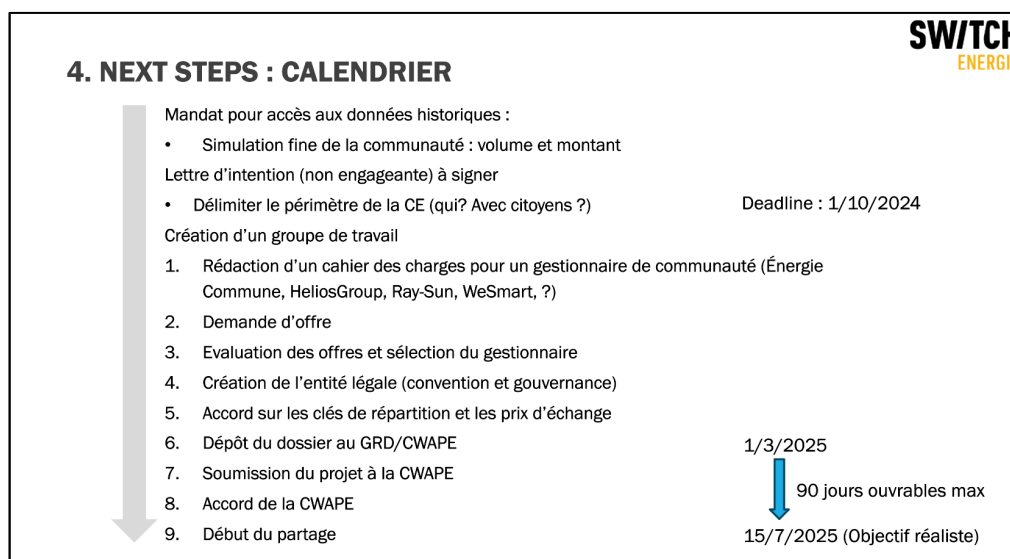 SWITCH
ENERGI
4. NEXT STEPS : CALENDRIER
Mandat pour accès aux données historiques :
• Simulation fine de la communauté : volume et montant
Lettre d’intention (non engageante) à signer
• Délimiter le périmètre de la CE (qui? Avec citoyens ?)
Deadline : 1/10/2024
Création d’un groupe de travail
1. Rédaction d’un cahier des charges pour un gestionnaire de communauté (Énergie
Commune, HeliosGroup, Ray-Sun, WeSmart, ?)
2. Demande d’offre
3. Evaluation des offres et sélection du gestionnaire
4. Création de l’entité légale (convention et gouvernance)
5. Accord sur les clés de répartition et les prix d’échange
6. Dépôt du dossier au GRD/CWAPE
1/3/2025
7. Soumission du projet à la CWAPE
90 jours ouvrables max
8. Accord de la CWAPE
9. Début du partage
15/7/2025 (Objectif réaliste)